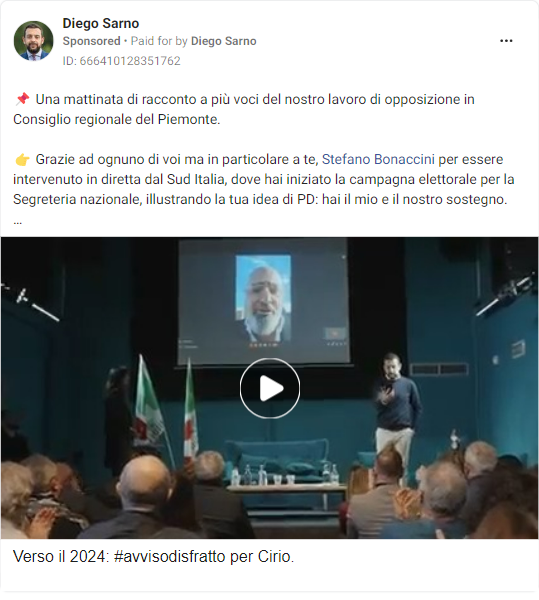 Diego Sarno
Sponsored • Paid for by Diego Sarno
ID: 666410128351762
📌 Una mattinata di racconto a più voci del nostro lavoro di opposizione in
Consiglio regionale del Piemonte.
👉 Grazie ad ognuno di voi ma in particolare a te, Stefano Bonaccini per essere
intervenuto in diretta dal Sud Italia, dove hai iniziato la campagna elettorale per la
Segreteria nazionale, illustrando la tua idea di PD: hai il mio e il nostro sostegno.
...
Verso il 2024: #avvisodisfratto per Cirio.